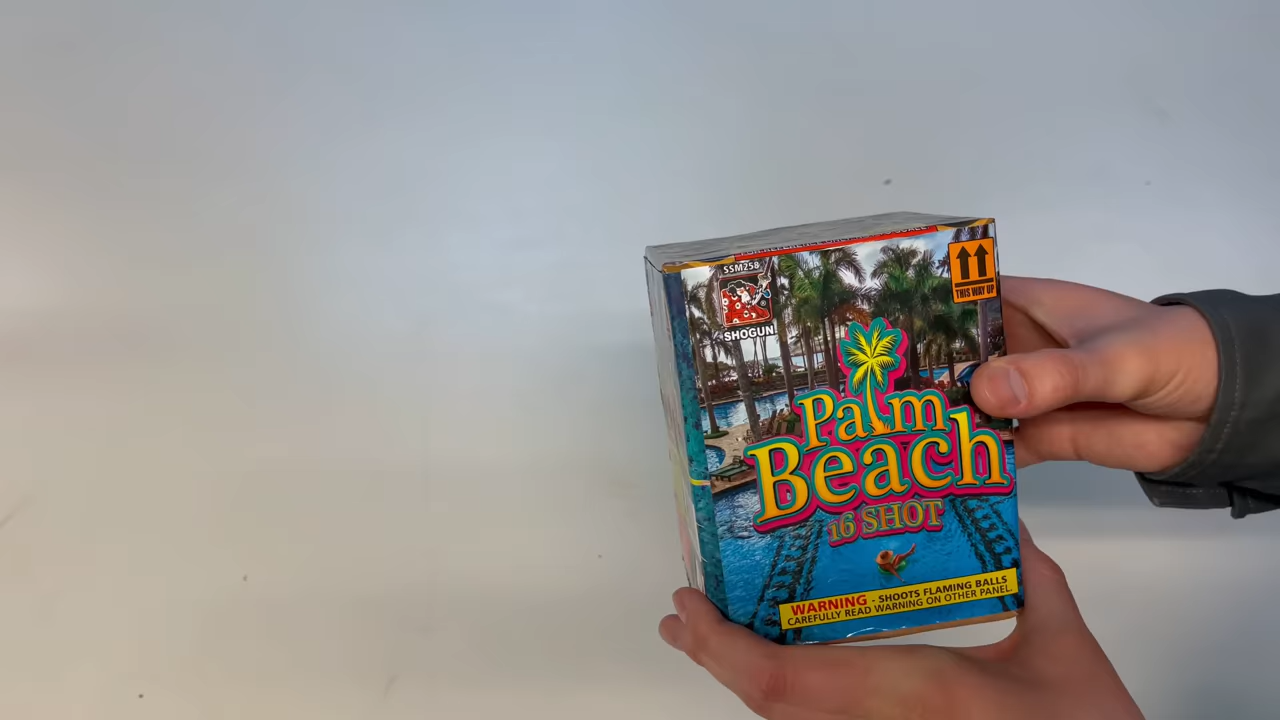 SSM258
SHOGUN
THIS WAY UP
Palm
Beach
16 SHOT
WARNING - SHOOTS FLAMING BALLS
CAREFULLY READ WARNING ON OTHER PANEL.